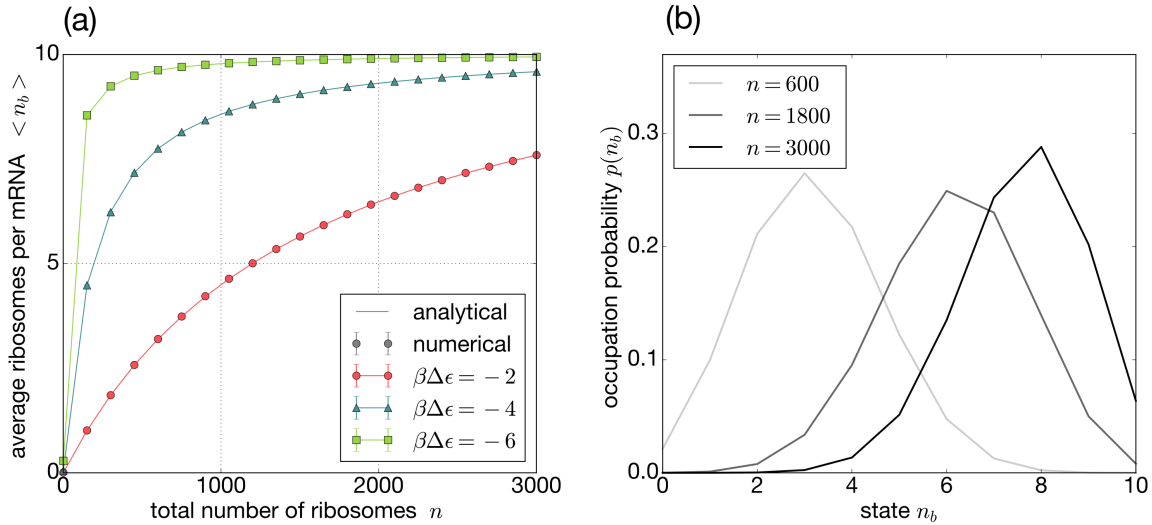 (a)
average ribosomes per mRNA < n_b >
10
5
0
0 1000 2000 3000
total number of ribosomes n
analytical
numerical
βΔϵ = −2
βΔϵ = −4
βΔϵ = −6
(b)
occupation probability p(n_b)
0.3
0.2
0.1
0.0
0 2 4 6 8 10
state n_b
n = 600
n = 1800
n = 3000